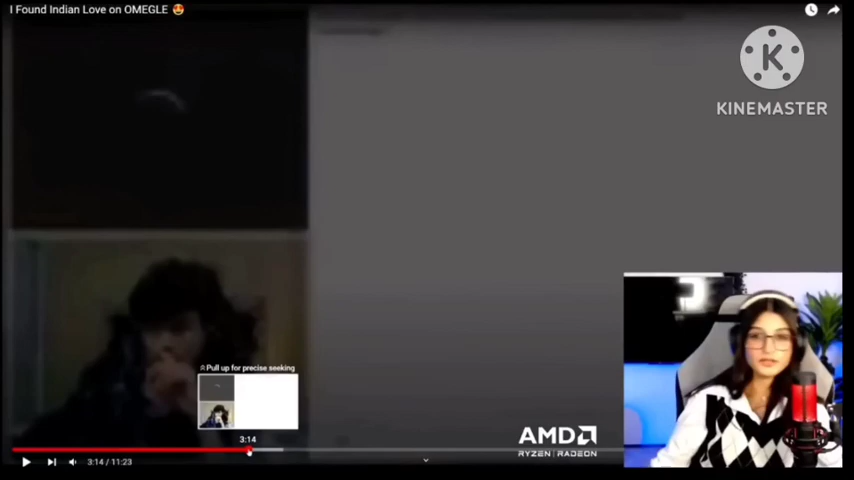 I Found Indian Love on OMEGLE 😍
KINEMASTER
Pull up for precise seeking
3:14
AMD
RYZEN | RADEON
3:14 / 11:23